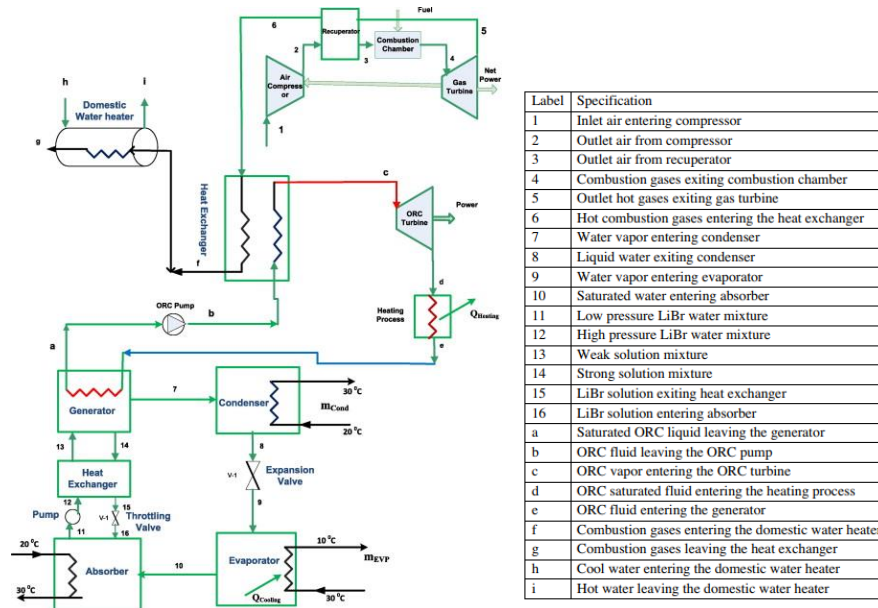 Fuel
6
Recuperator
Combustion
Chamber
5
2
3
4
Air
Compress
or
Gas
Turbine
Net
Power
1
h
i
Domestic
Water heater
g
Heat Exchanger
c
ORC
Turbine
Power
f
d
ORC Pump
b
Heating
Process
QHeating
a
e
7
Generator
Condenser
30 °C
mCond
20 °C
13
14
8
Heat
Exchanger
V-1
Expansion
Valve
12
15
9
Pump
V-1
Throttling
Valve
11
16
20 °C
10 °C
Absorber
10
Evaporator
mEVP
30 °C
QCooling
30 °C
Label Specification
1 Inlet air entering compressor
2 Outlet air from compressor
3 Outlet air from recuperator
4 Combustion gases exiting combustion chamber
5 Outlet hot gases exiting gas turbine
6 Hot combustion gases entering the heat exchanger
7 Water vapor entering condenser
8 Liquid water exiting condenser
9 Water vapor entering evaporator
10 Saturated water entering absorber
11 Low pressure LiBr water mixture
12 High pressure LiBr water mixture
13 Weak solution mixture
14 Strong solution mixture
15 LiBr solution exiting heat exchanger
16 LiBr solution entering absorber
a Saturated ORC liquid leaving the generator
b ORC fluid leaving the ORC pump
c ORC vapor entering the ORC turbine
d ORC saturated fluid entering the heating process
e ORC fluid entering the generator
f Combustion gases entering the domestic water heater
g Combustion gases leaving the heat exchanger
h Cool water entering the domestic water heater
i Hot water leaving the domestic water heater